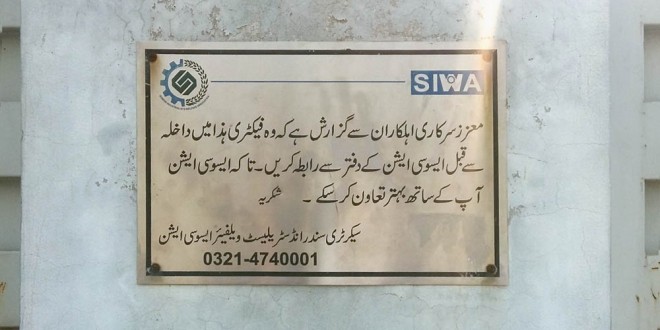 SIWA
معزز سرکاری اہلکاران سے گزارش ہے کہ وہ فیکٹری ہذا میں داخلہ
سے قبل ایسوسی ایشن کے دفتر سے رابطہ کریں۔ تاکہ ایسوسی ایشن
آپ کے ساتھ بہتر تعاون کر سکے ۔ شکریہ
سیکرٹری سندر انڈسٹریلیسٹ ویلفیئر ایسوسی ایشن
0321-4740001